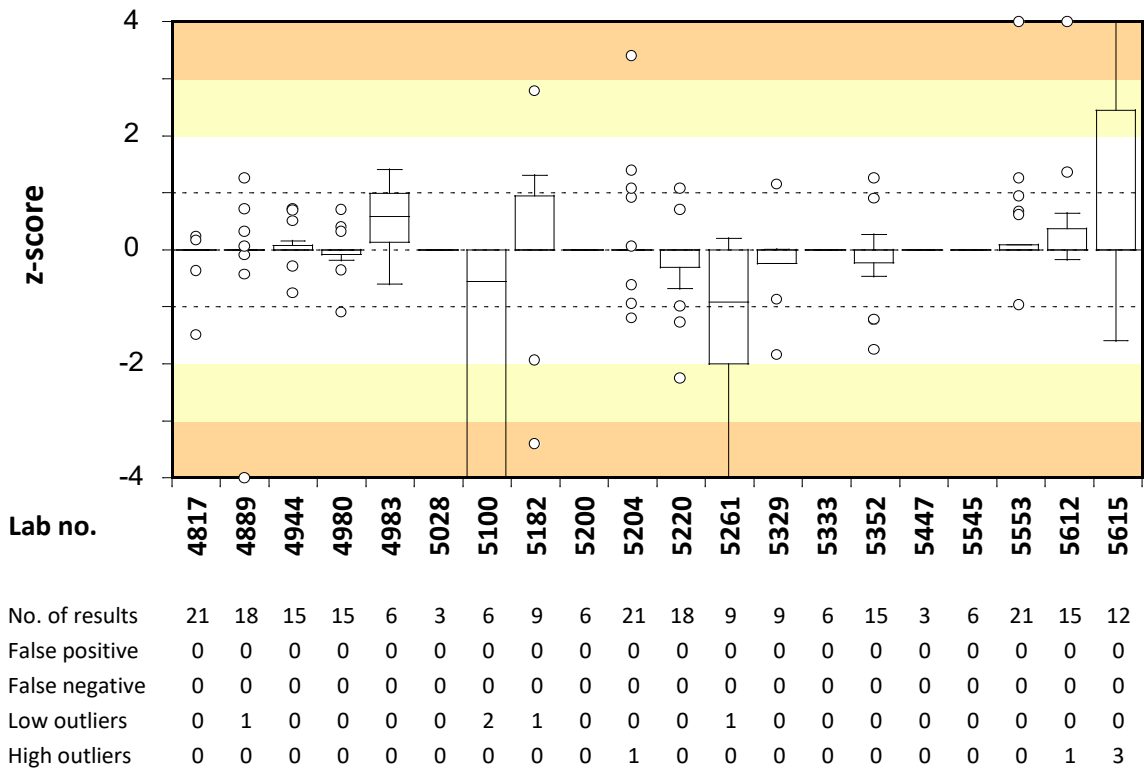 4
2
0
-2
-4
z-score
Lab no. 4817 4889 4944 4980 4983 5028 5100 5182 5200 5204 5220 5261 5329 5333 5352 5447 5545 5553 5612 5615
No. of results 21 18 15 15 6 3 6 9 6 21 18 9 9 6 15 3 6 21 15 12
False positive 0 0 0 0 0 0 0 0 0 0 0 0 0 0 0 0 0 0 0 0
False negative 0 0 0 0 0 0 0 0 0 0 0 0 0 0 0 0 0 0 0 0
Low outliers 0 1 0 0 0 0 2 1 0 0 0 1 0 0 0 0 0 0 0 0
High outliers 0 0 0 0 0 0 0 0 0 1 0 0 0 0 0 0 0 0 1 3